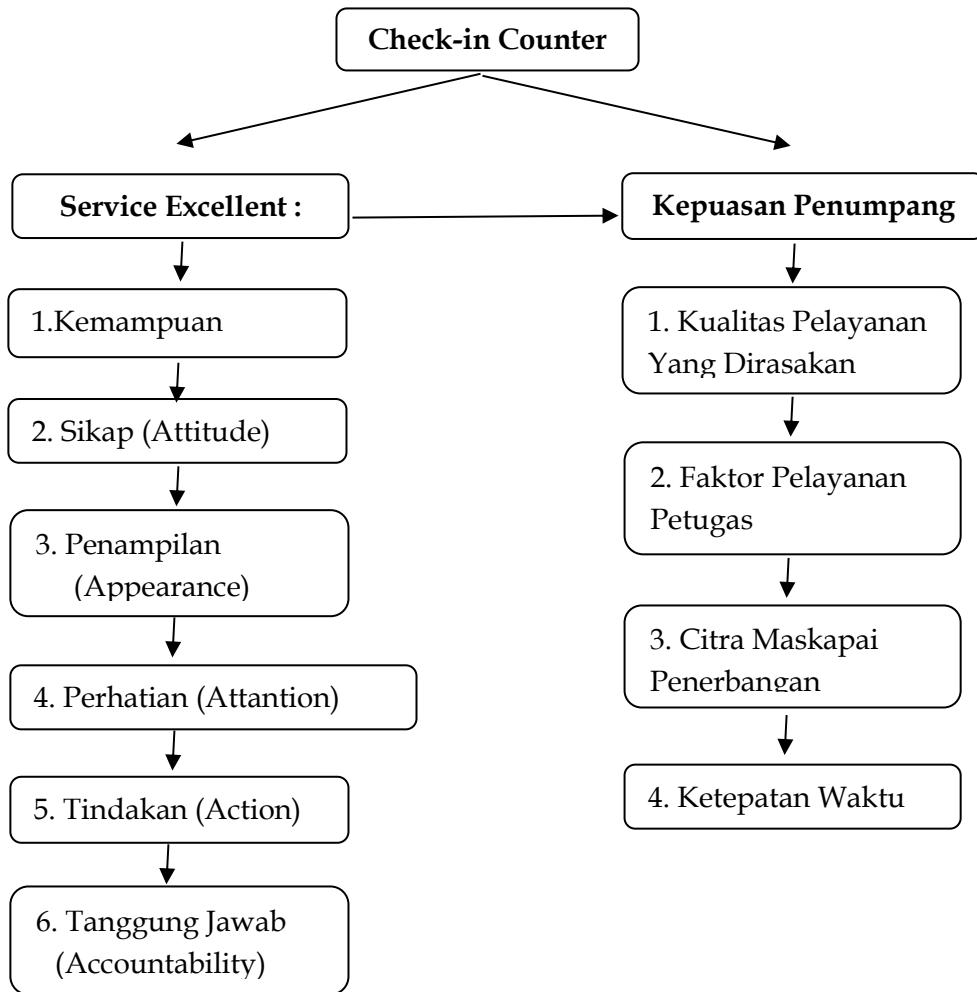 Check-in Counter
Service Excellent :
Kepuasan Penumpang
1.Kemampuan
2. Sikap (Attitude)
3. Penampilan
(Appearance)
4. Perhatian (Attantion)
5. Tindakan (Action)
6. Tanggung Jawab
(Accountability)
1. Kualitas Pelayanan
Yang Dirasakan
2. Faktor Pelayanan
Petugas
3. Citra Maskapai
Penerbangan
4. Ketepatan Waktu